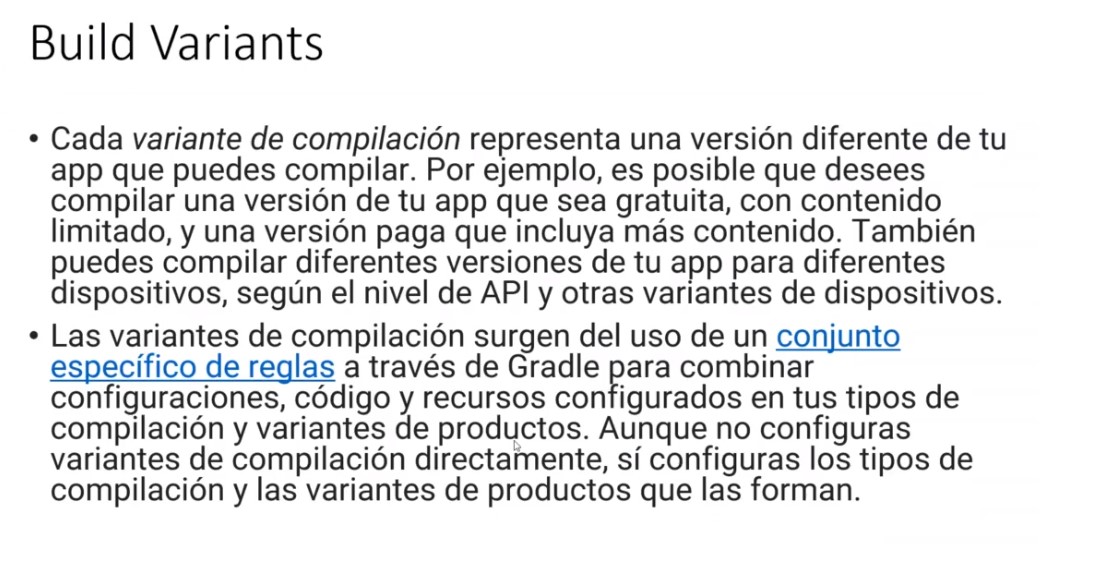 Build Variants
• Cada variante de compilación representa una versión diferente de tu
app que puedes compilar. Por ejemplo, es posible que desees
compilar una versión de tu app que sea gratuita, con contenido
limitado, y una versión paga que incluya más contenido. También
puedes compilar diferentes versiones de tu app para diferentes
dispositivos, según el nivel de API y otras variantes de dispositivos.
• Las variantes de compilación surgen del uso de un conjunto
específico de reglas a través de Gradle para combinar
configuraciones, código y recursos configurados en tus tipos de
compilación y variantes de productos. Aunque no configuras
variantes de compilación directamente, sí configuras los tipos de
compilación y las variantes de productos que las forman.